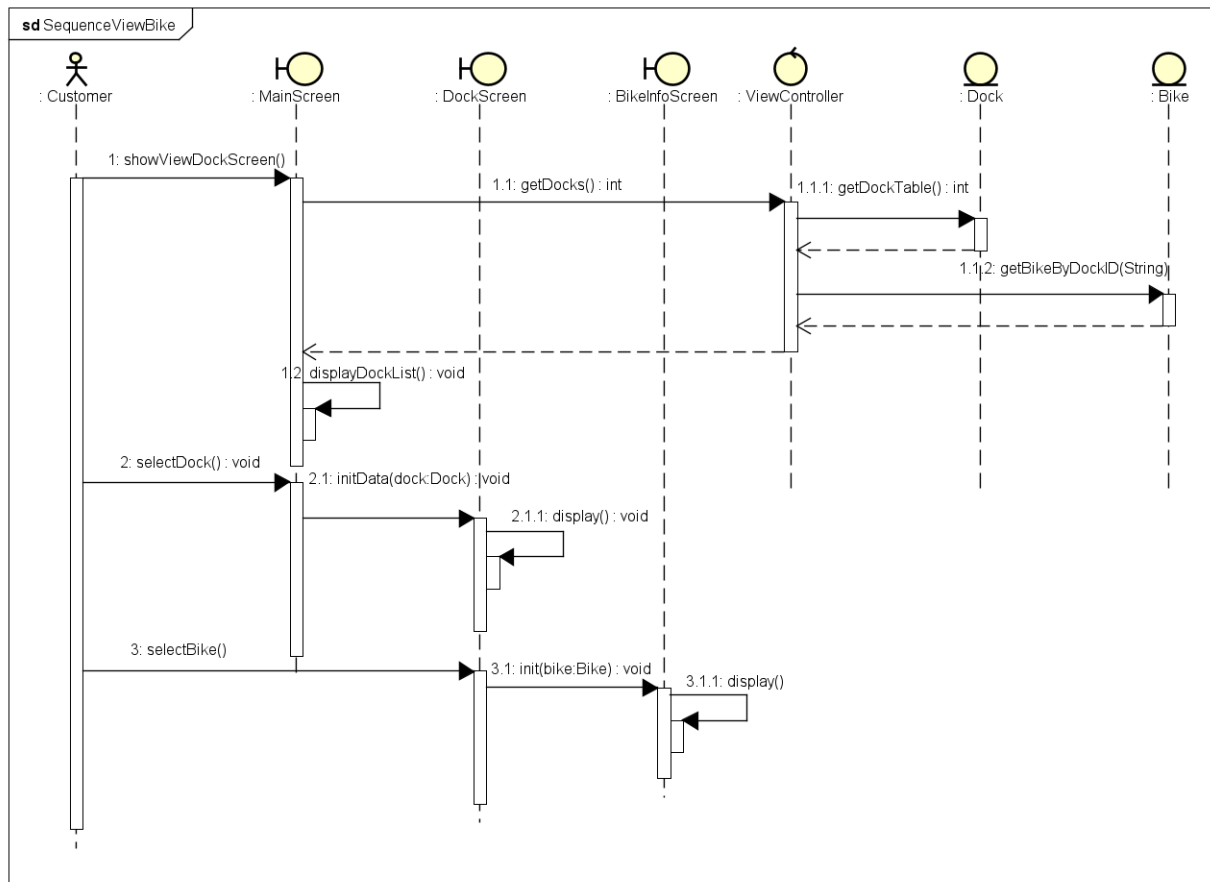 sd SequenceViewBike
: Customer
: MainScreen
: DockScreen
: BikeInfoScreen
: ViewController
: Dock
: Bike
1: showViewDockScreen()
1.1: getDocks() : int
1.1.1: getDockTable() : int
1.1.2: getBikeByDockID(String)
1.2: displayDockList() : void
2: selectDock() : void
2.1: initData(dock:Dock) : void
2.1.1: display() : void
3: selectBike()
3.1: init(bike:Bike) : void
3.1.1: display()